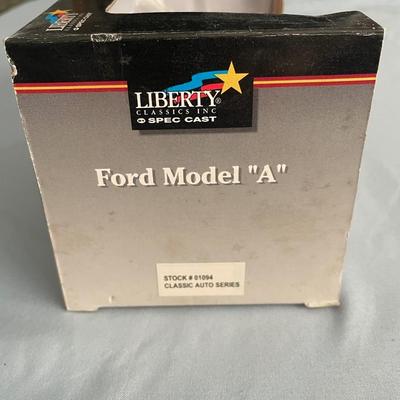 LIBERTY®
CLASSICS INC
SPEC CAST
Ford Model "A"
STOCK # 01094
CLASSIC AUTO SERIES